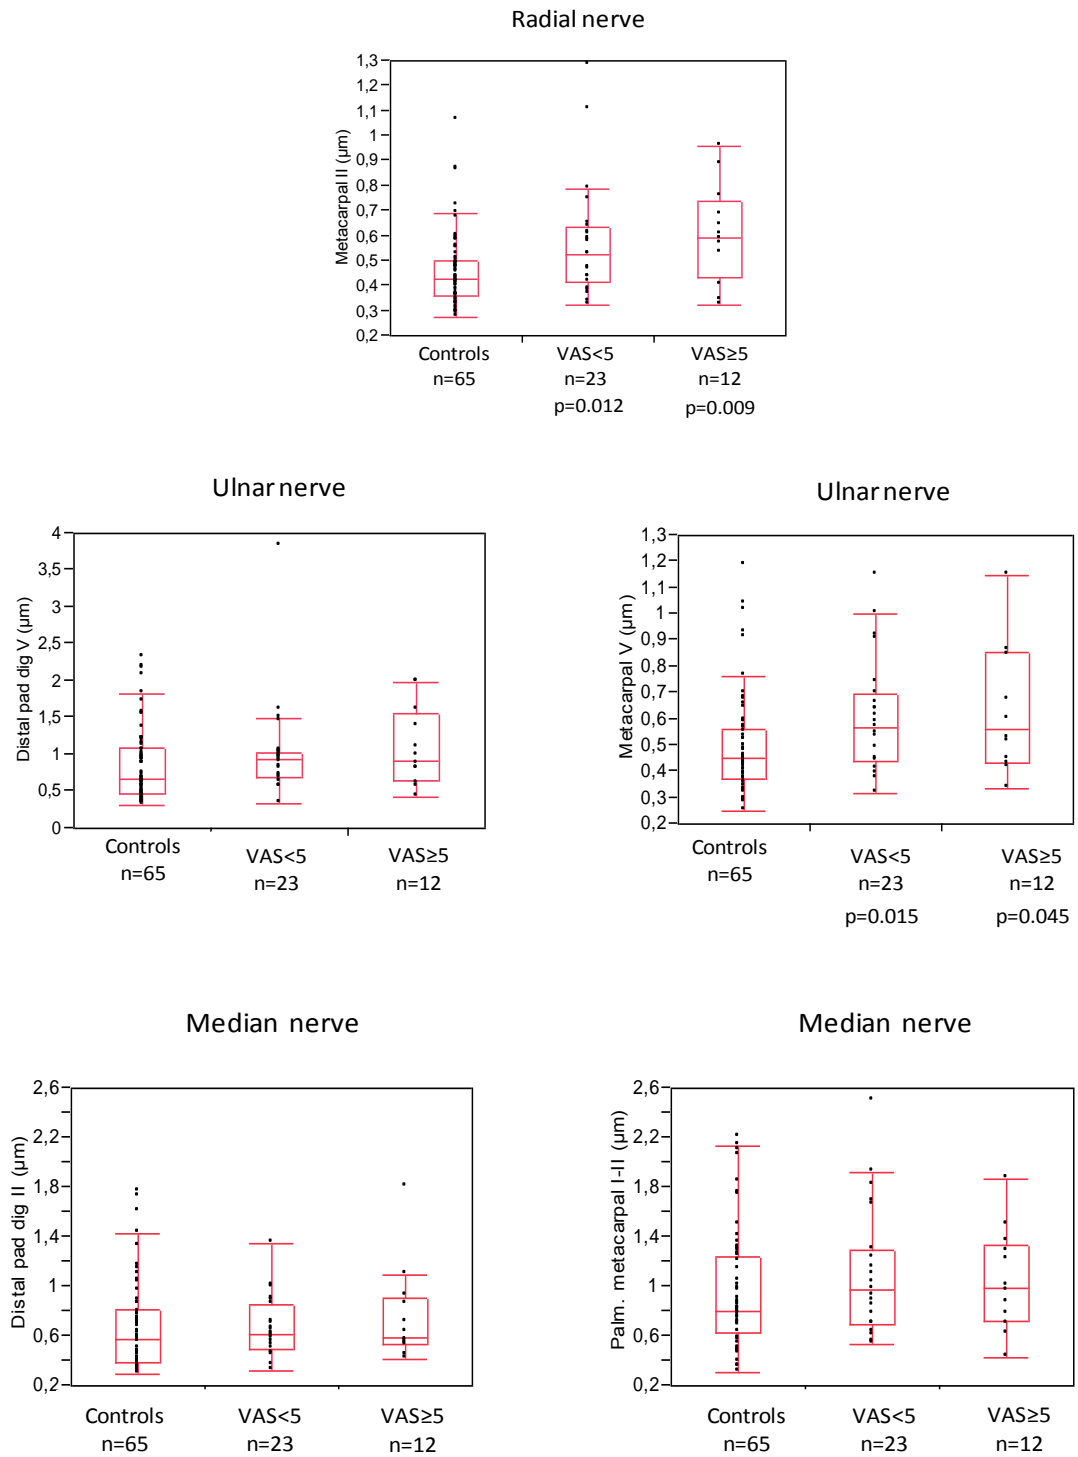 Radial nerve
Metacarpal II (µm)
1,3
1,2
1,1
1
0,9
0,8
0,7
0,6
0,5
0,4
0,3
0,2
Controls VAS<5 VAS≥5
n=65 n=23 n=12
p=0.012 p=0.009
Ulnar nerve
Distal pad dig V (µm)
4
3,5
3
2,5
2
1,5
1
0,5
0
Controls VAS<5 VAS≥5
n=65 n=23 n=12
Ulnar nerve
Metacarpal V (µm)
1,3
1,2
1,1
1
0,9
0,8
0,7
0,6
0,5
0,4
0,3
0,2
Controls VAS<5 VAS≥5
n=65 n=23 n=12
p=0.015 p=0.045
Median nerve
Distal pad dig II (µm)
2,6
2,2
1,8
1,4
1
0,6
0,2
Controls VAS<5 VAS≥5
n=65 n=23 n=12
Median nerve
Palm. metacarpal I-II (µm)
2,6
2,2
1,8
1,4
1
0,6
0,2
Controls VAS<5 VAS≥5
n=65 n=23 n=12